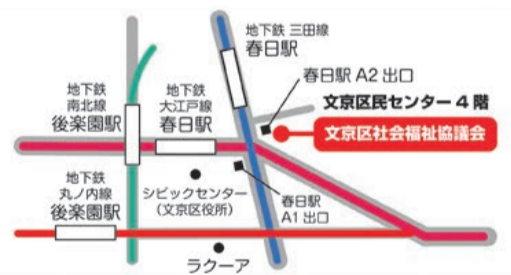 地下鉄 三田線
春日駅
春日駅 A2 出口
文京区民センター 4 階
文京区社会福祉協議会
地下鉄
南北線
後楽園駅
地下鉄
大江戸線
春日駅
地下鉄
丸ノ内線
後楽園駅
シビックセンター
（文京区役所）
春日駅
A1 出口
ラクーア